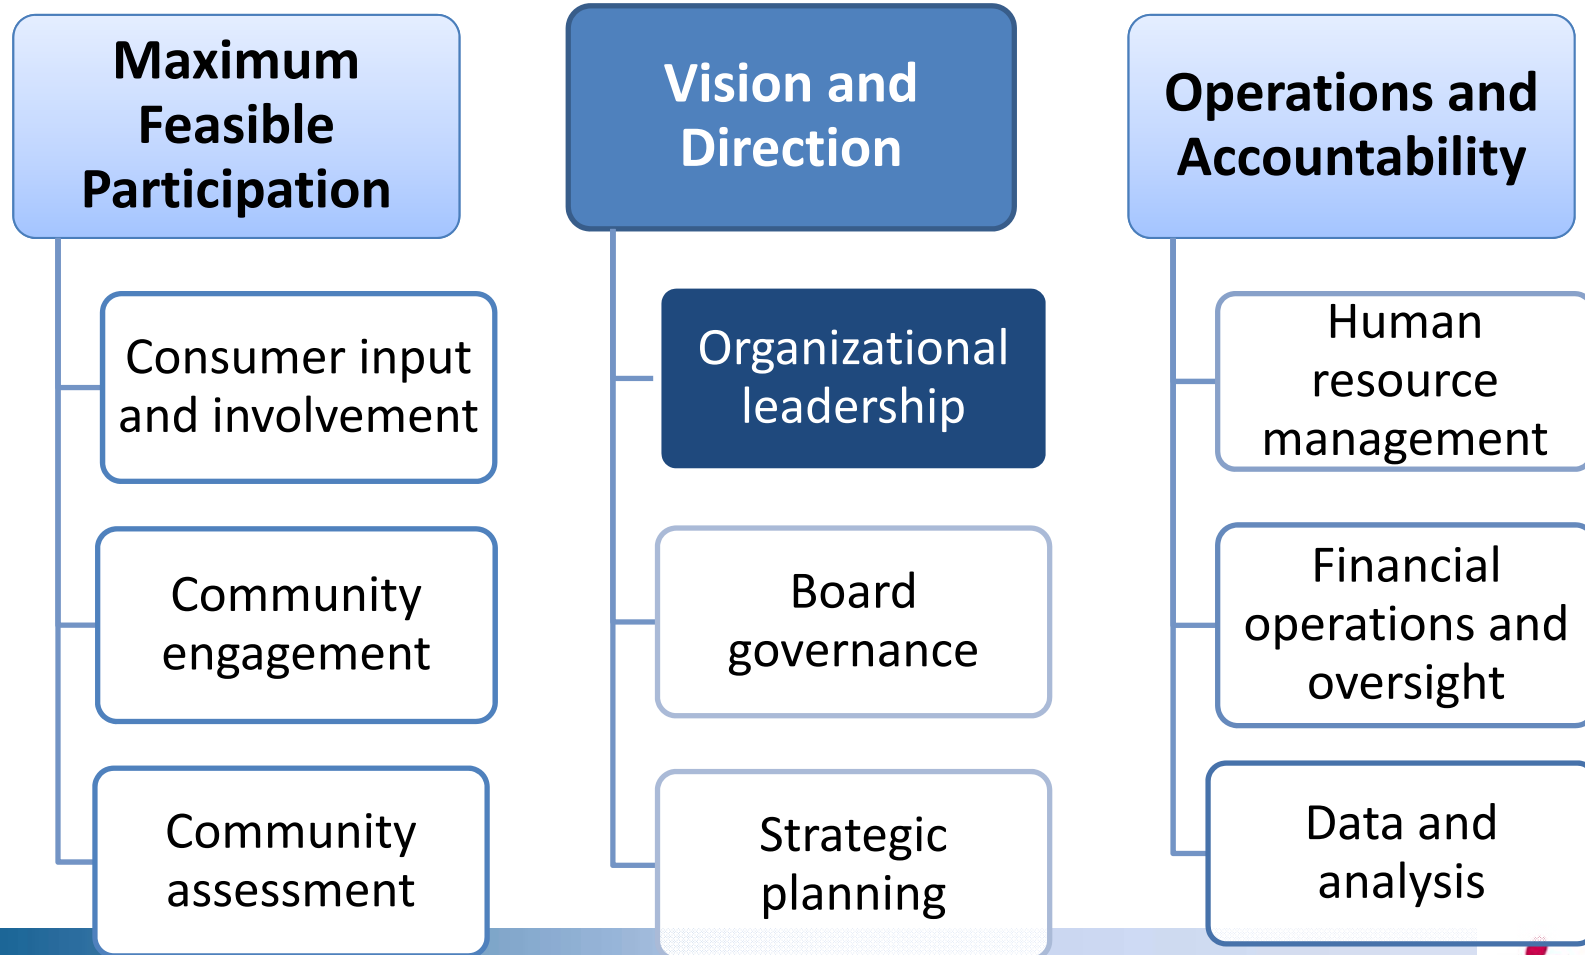 Maximum
Feasible
Participation
Consumer input
and involvement
Community
engagement
Community
assessment
Vision and
Direction
Organizational
leadership
Board
governance
Strategic
planning
Operations and
Accountability
Human
resource
management
Financial
operations and
oversight
Data and
analysis